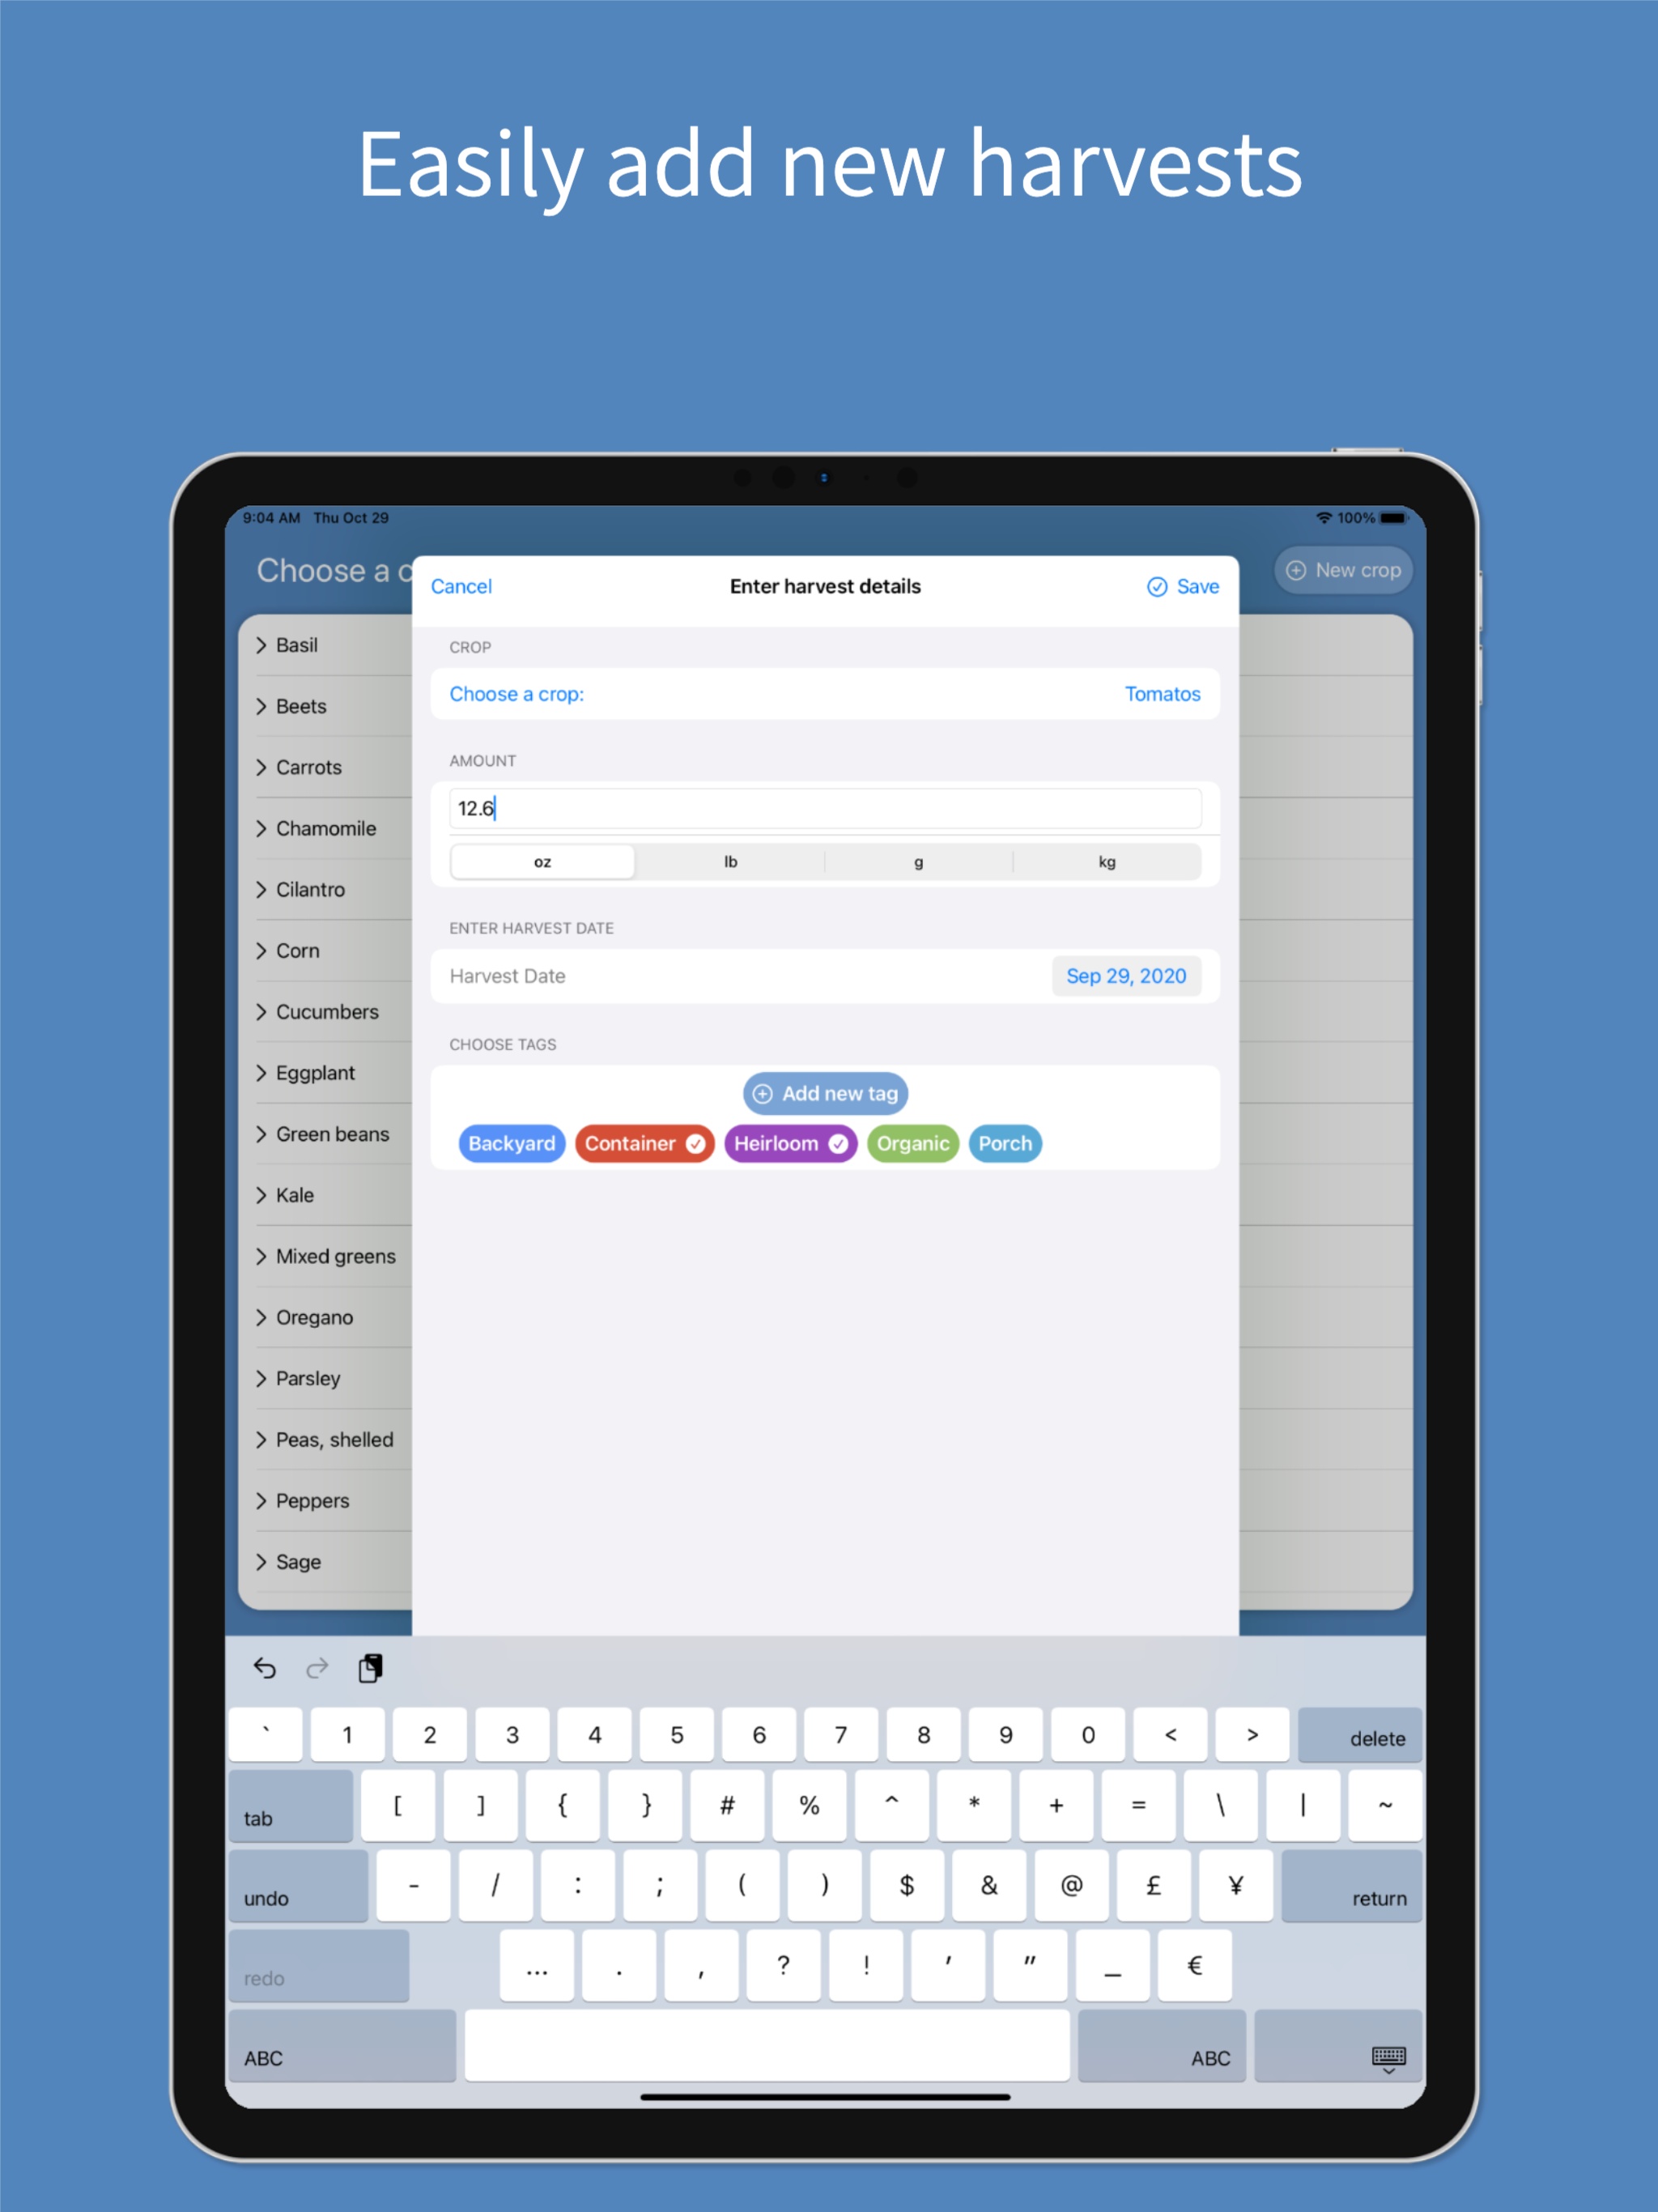 Easily add new harvests
9:04 AM Thu Oct 29
100%
Choose a c
New crop
Cancel
Enter harvest details
Save
Basil
Beets
Carrots
Chamomile
Cilantro
Corn
Cucumbers
Eggplant
Green beans
Kale
Mixed greens
Oregano
Parsley
Peas, shelled
Peppers
Sage
CROP
Choose a crop: Tomatos
AMOUNT
12.6
oz lb g kg
ENTER HARVEST DATE
Harvest Date Sep 29, 2020
CHOOSE TAGS
Add new tag
Backyard Container Heirloom Organic Porch
` 1 2 3 4 5 6 7 8 9 0 < > delete
tab [ ] { } # % ^ * + = \ | ~
undo - / : ; ( ) $ & @ £ ¥ return
redo ... . , ? ! ' " _ €
ABC ABC